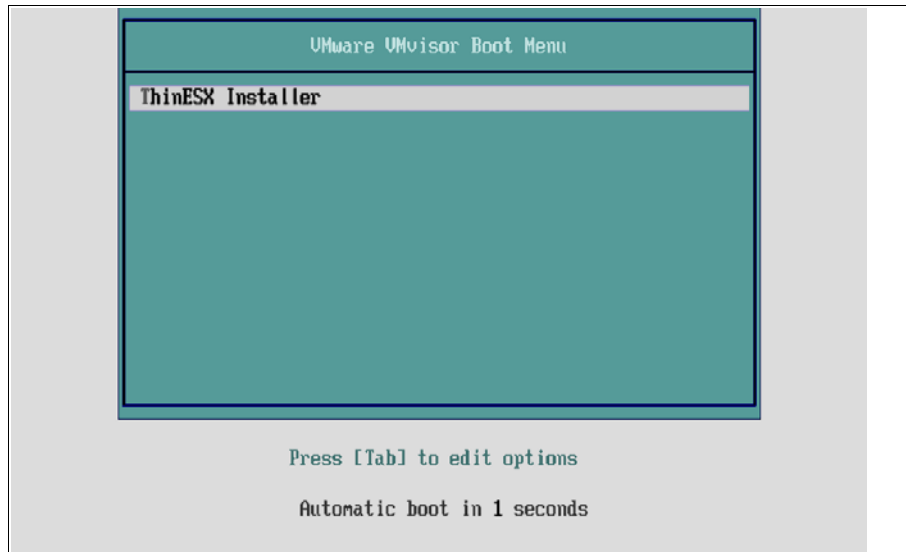 VMware VMvisor Boot Menu
ThinESX Installer
Press [Tab] to edit options
Automatic boot in 1 seconds